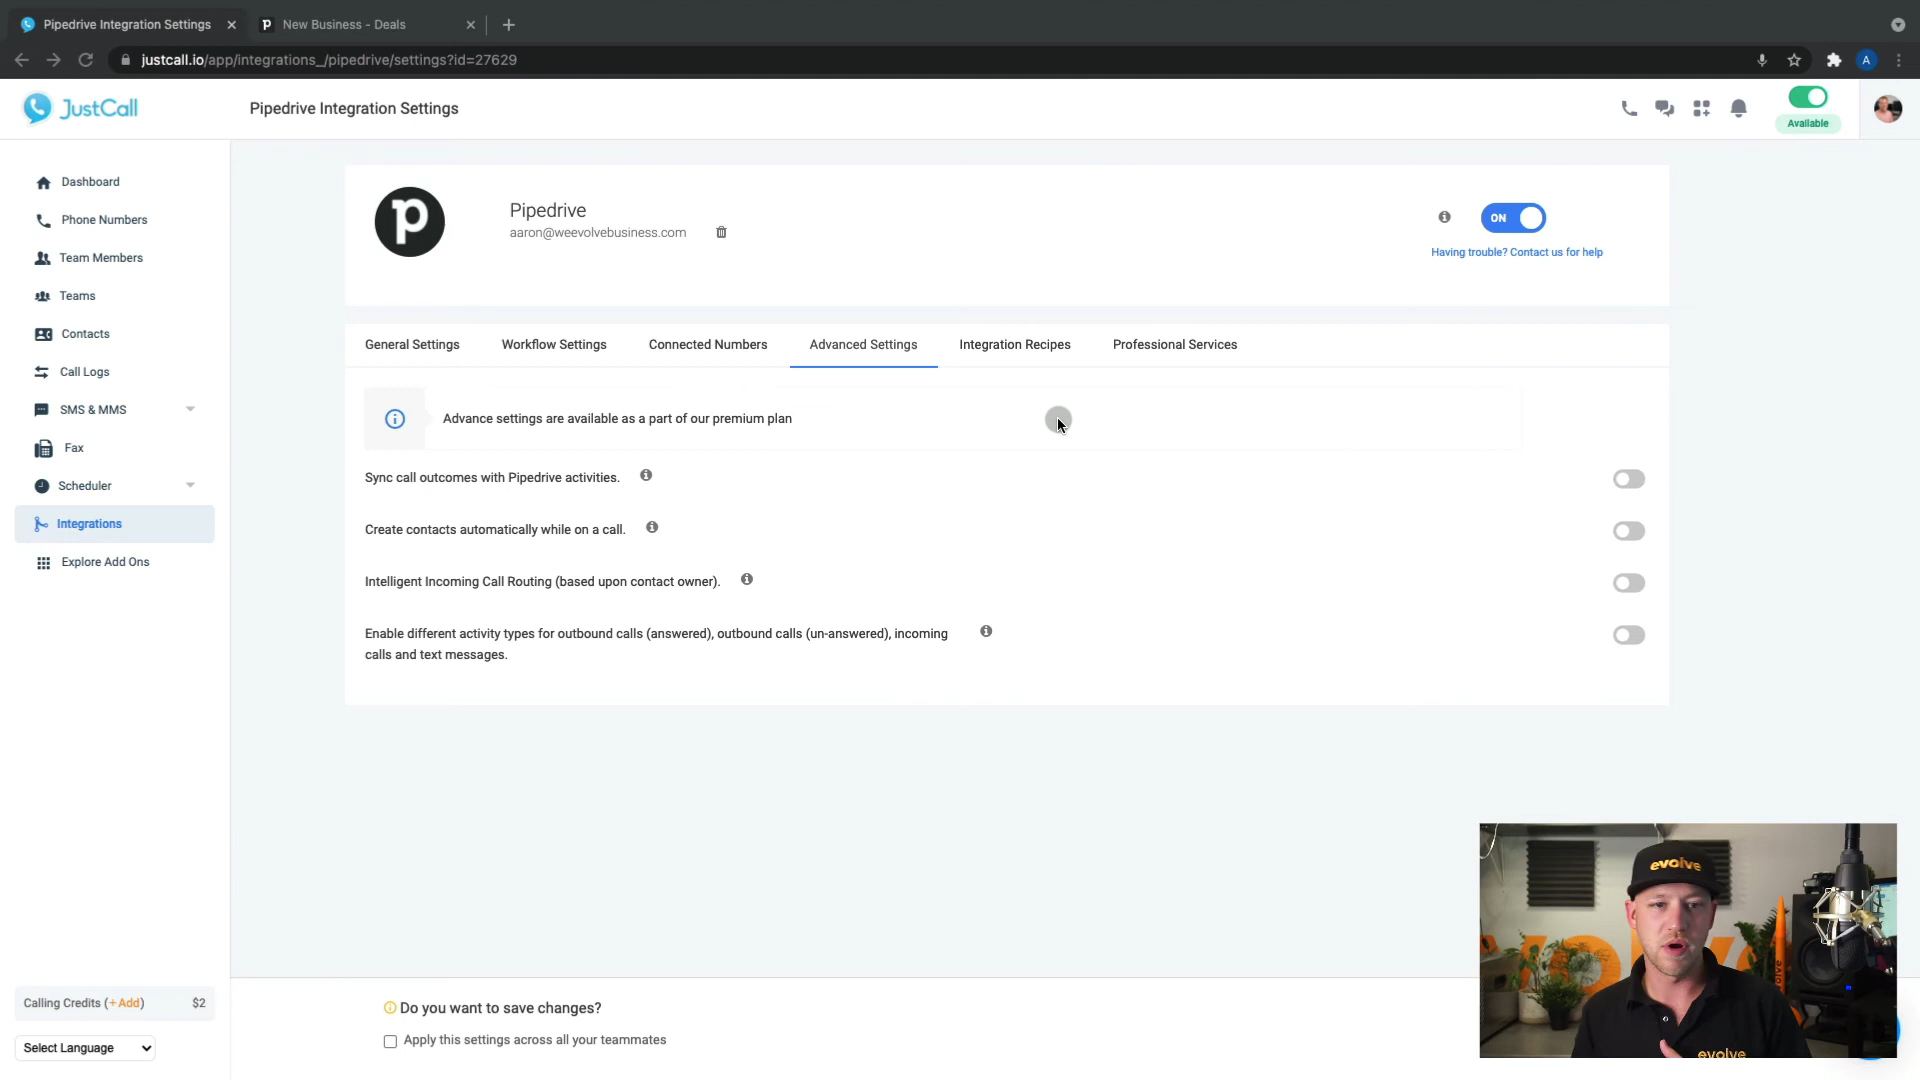 Pipedrive Integration Settings
New Business - Deals
justcall.io/app/integrations_/pipedrive/settings?id=27629
A
JustCall
Pipedrive Integration Settings
Available
Dashboard
Phone Numbers
Team Members
Teams
Contacts
Call Logs
SMS & MMS
Fax
Scheduler
Integrations
Explore Add Ons
Calling Credits (+Add) $2
Select Language
p
Pipedrive
aaron@weevolvebusiness.com
ON
Having trouble? Contact us for help
General Settings
Workflow Settings
Connected Numbers
Advanced Settings
Integration Recipes
Professional Services
Advance settings are available as a part of our premium plan
Sync call outcomes with Pipedrive activities.
Create contacts automatically while on a call.
Intelligent Incoming Call Routing (based upon contact owner).
Enable different activity types for outbound calls (answered), outbound calls (un-answered), incoming
calls and text messages.
Do you want to save changes?
Apply this settings across all your teammates
evolve
evolve